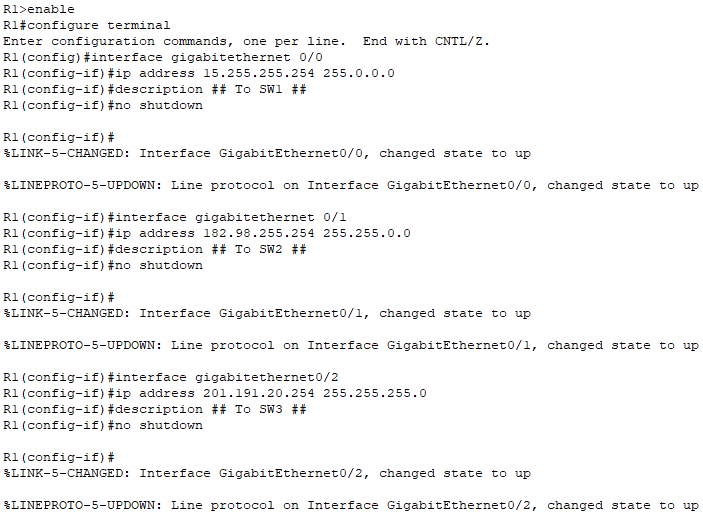 R1>enable
R1#configure terminal
Enter configuration commands, one per line.  End with CNTL/Z.
R1(config)#interface gigabitethernet 0/0
R1(config-if)#ip address 15.255.255.254 255.0.0.0
R1(config-if)#description ## To SW1 ##
R1(config-if)#no shutdown
R1(config-if)#
%LINK-5-CHANGED: Interface GigabitEthernet0/0, changed state to up
%LINEPROTO-5-UPDOWN: Line protocol on Interface GigabitEthernet0/0, changed state to up
R1(config-if)#interface gigabitethernet 0/1
R1(config-if)#ip address 182.98.255.254 255.255.0.0
R1(config-if)#description ## To SW2 ##
R1(config-if)#no shutdown
R1(config-if)#
%LINK-5-CHANGED: Interface GigabitEthernet0/1, changed state to up
%LINEPROTO-5-UPDOWN: Line protocol on Interface GigabitEthernet0/1, changed state to up
R1(config-if)#interface gigabitethernet0/2
R1(config-if)#ip address 201.191.20.254 255.255.255.0
R1(config-if)#description ## To SW3 ##
R1(config-if)#no shutdown
R1(config-if)#
%LINK-5-CHANGED: Interface GigabitEthernet0/2, changed state to up
%LINEPROTO-5-UPDOWN: Line protocol on Interface GigabitEthernet0/2, changed state to up